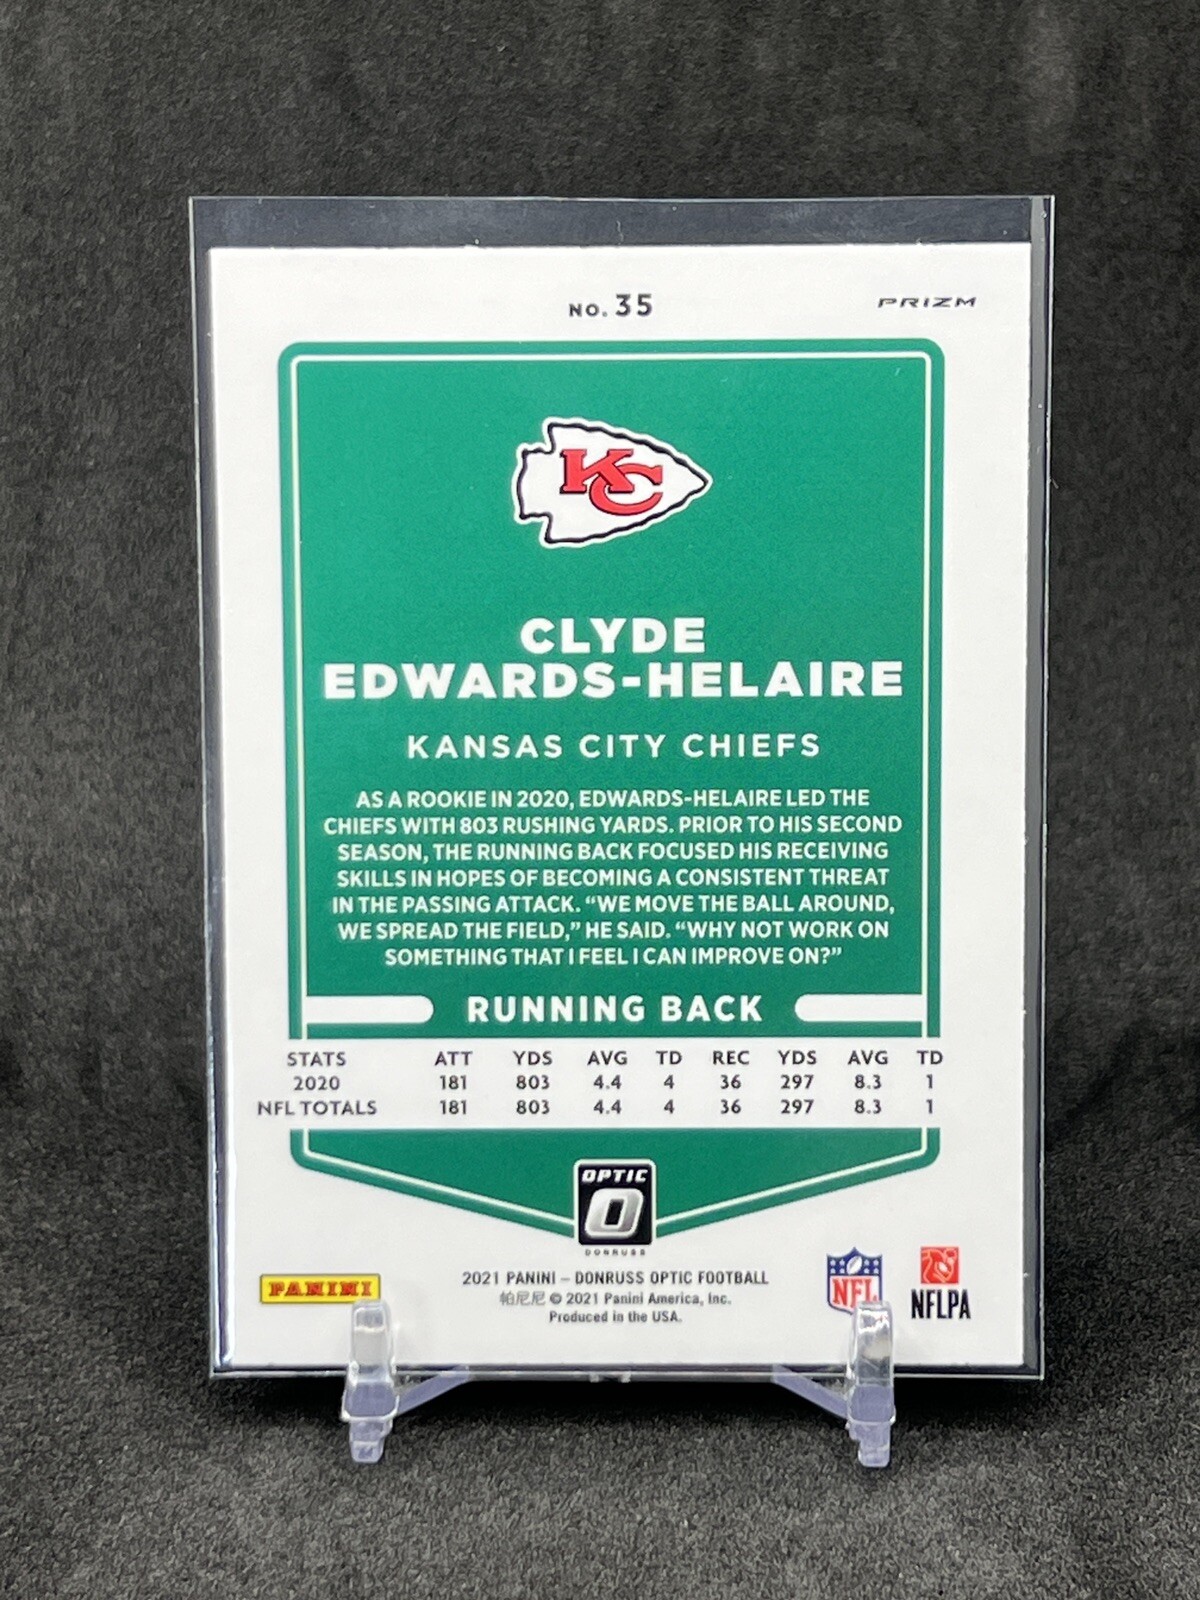 NO. 35
PRIZM
KC
CLYDE
EDWARDS-HELAIRE
KANSAS CITY CHIEFS
AS A ROOKIE IN 2020, EDWARDS-HELAIRE LED THE
CHIEFS WITH 803 RUSHING YARDS. PRIOR TO HIS SECOND
SEASON, THE RUNNING BACK FOCUSED HIS RECEIVING
SKILLS IN HOPES OF BECOMING A CONSISTENT THREAT
IN THE PASSING ATTACK. “WE MOVE THE BALL AROUND,
WE SPREAD THE FIELD,” HE SAID. “WHY NOT WORK ON
SOMETHING THAT I FEEL I CAN IMPROVE ON?”
RUNNING BACK
STATS ATT YDS AVG TD REC YDS AVG TD
2020 181 803 4.4 4 36 297 8.3 1
NFL TOTALS 181 803 4.4 4 36 297 8.3 1
OPTIC
O
DONRUSS
PANINI
2021 PANINI – DONRUSS OPTIC FOOTBALL
帕尼尼 © 2021 Panini America, Inc.
Produced in the USA.
NFL
NFLPA